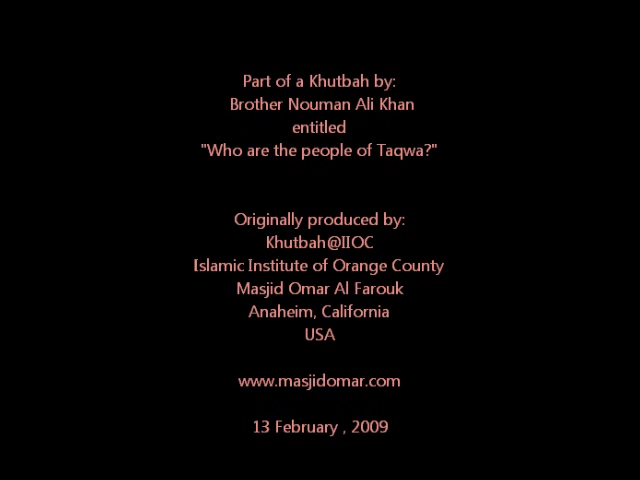 Part of a Khutbah by:
Brother Nouman Ali Khan
entitled
"Who are the people of Taqwa?"
Originally produced by:
Khutbah@IIOC
Islamic Institute of Orange County
Masjid Omar Al Farouk
Anaheim, California
USA
www.masjidomar.com
13 February , 2009